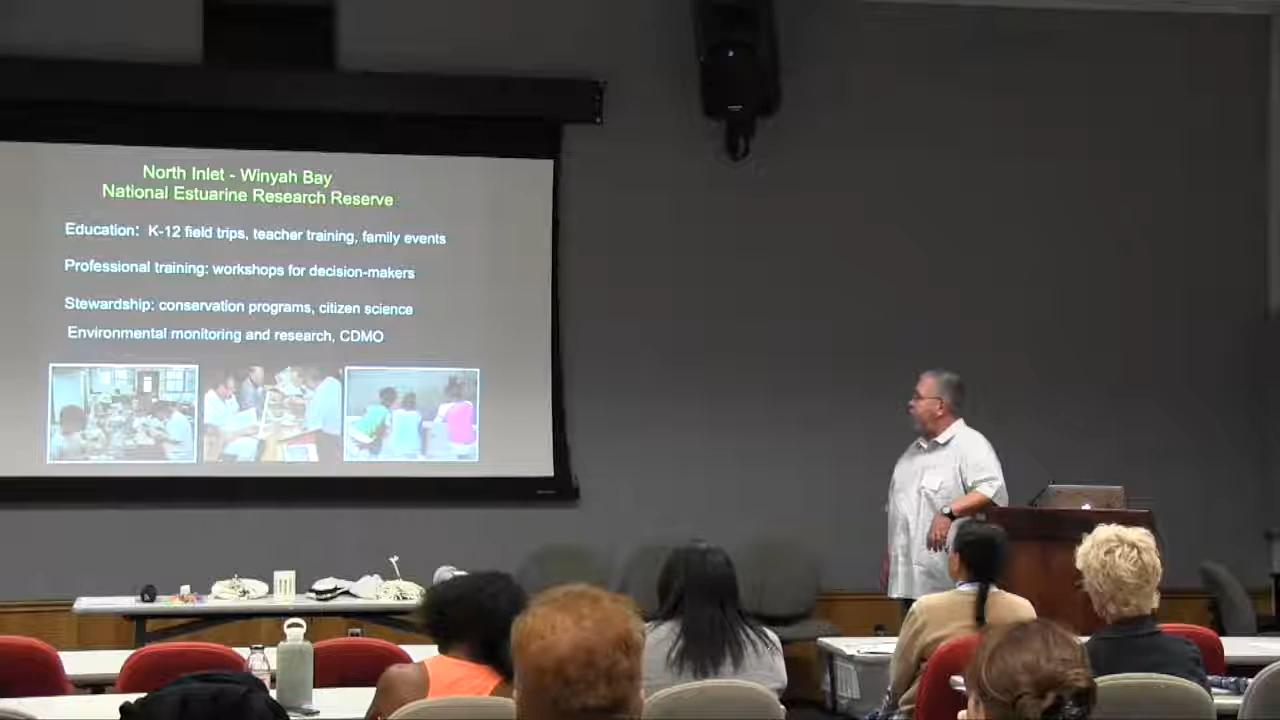 North Inlet - Winyah Bay
National Estuarine Research Reserve
Education: K-12 field trips, teacher training, family events
Professional training: workshops for decision-makers
Stewardship: conservation programs, citizen science
Environmental monitoring and research, CDMO